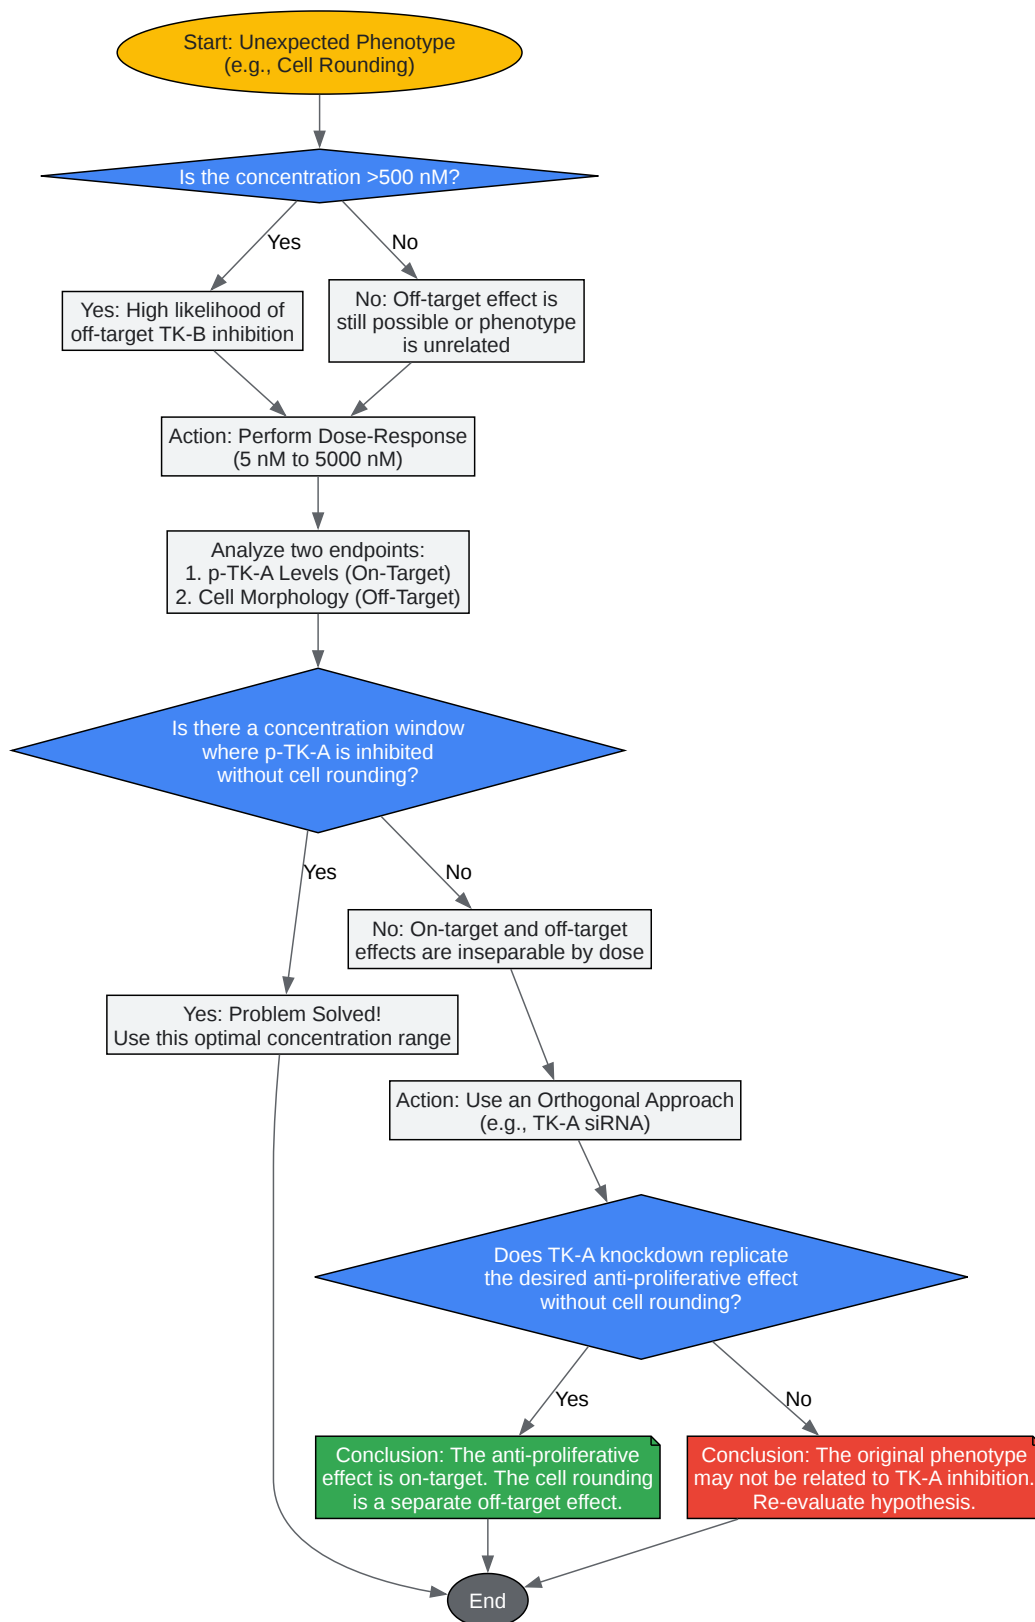 Start: Unexpected Phenotype
(e.g., Cell Rounding)
Is the concentration >500 nM?
Yes
No
Yes: High likelihood of
off-target TK-B inhibition
No: Off-target effect is
still possible or phenotype
is unrelated
Action: Perform Dose-Response
(5 nM to 5000 nM)
Analyze two endpoints:
1. p-TK-A Levels (On-Target)
2. Cell Morphology (Off-Target)
Is there a concentration window
where p-TK-A is inhibited
without cell rounding?
Yes
No
No: On-target and off-target
effects are inseparable by dose
Yes: Problem Solved!
Use this optimal concentration range
Action: Use an Orthogonal Approach
(e.g., TK-A siRNA)
Does TK-A knockdown replicate
the desired anti-proliferative effect
without cell rounding?
Yes
No
Conclusion: The anti-proliferative
effect is on-target. The cell rounding
is a separate off-target effect.
Conclusion: The original phenotype
may not be related to TK-A inhibition.
Re-evaluate hypothesis.
End